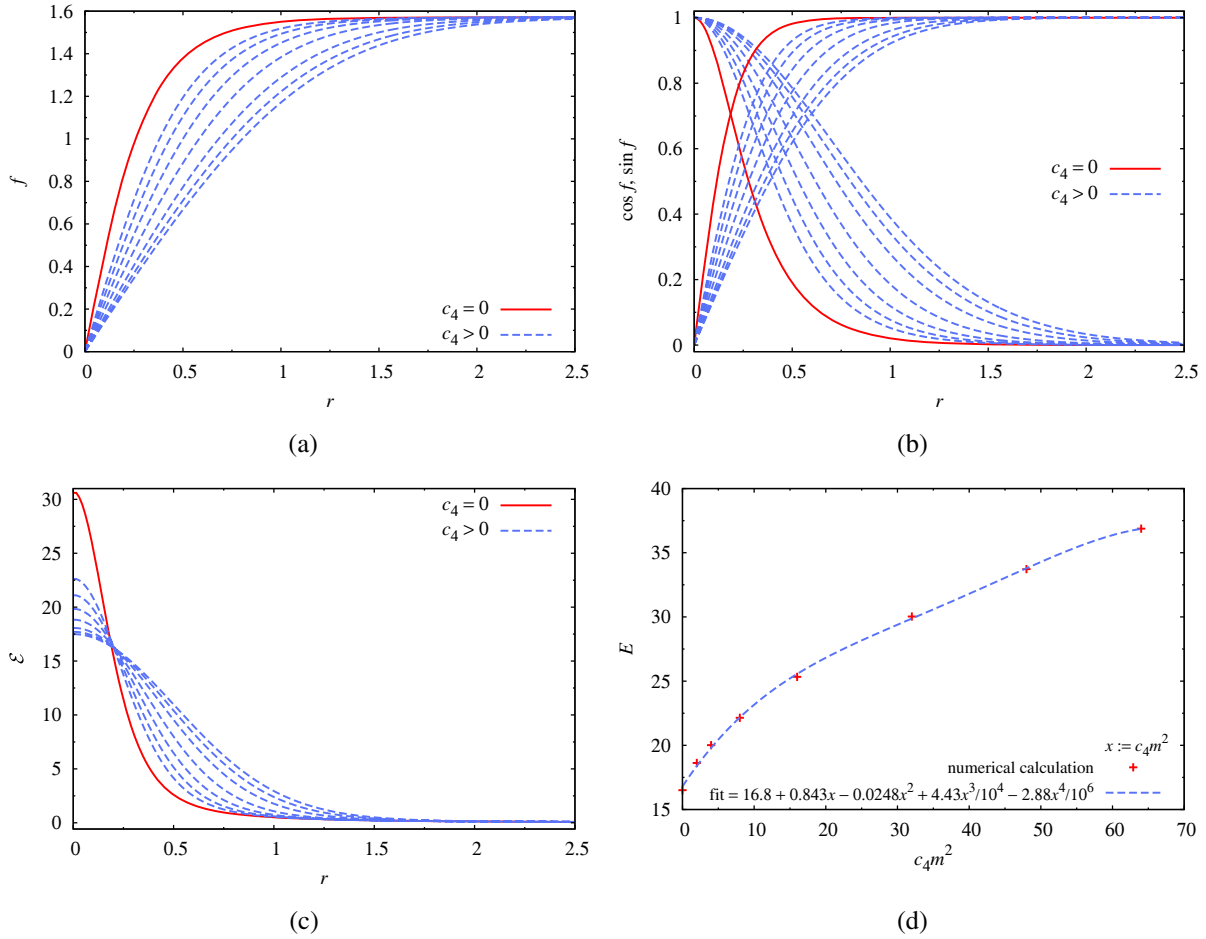 1.6
1.4
1.2
1
0.8
0.6
0.4
0.2
0
f
c₄ = 0
c₄ > 0
0 0.5 1 1.5 2 2.5
r
(a)
1
0.8
0.6
0.4
0.2
0
cos f, sin f
c₄ = 0
c₄ > 0
0 0.5 1 1.5 2 2.5
r
(b)
30
25
20
15
10
5
0
ℰ
c₄ = 0
c₄ > 0
0 0.5 1 1.5 2 2.5
r
(c)
40
35
30
25
20
15
E
x := c₄m²
numerical calculation
fit = 16.8 + 0.843x − 0.0248x² + 4.43x³/10⁴ − 2.88x⁴/10⁶
0 10 20 30 40 50 60 70
c₄m²
(d)